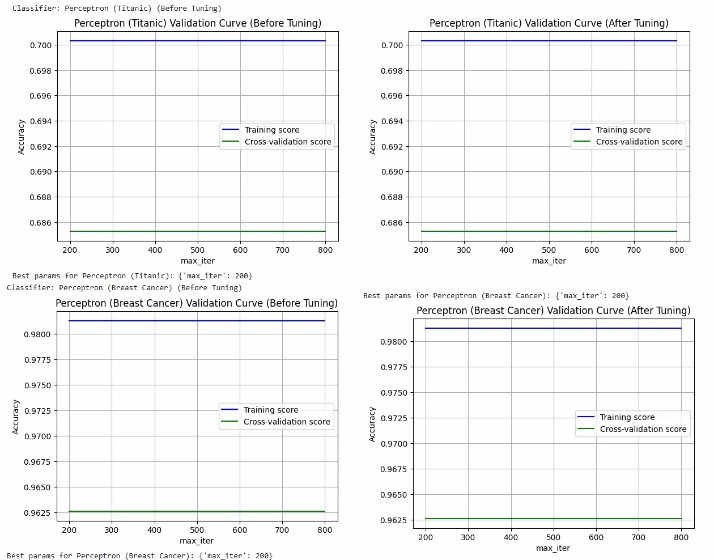 Classifier: Perceptron (Titanic) (Before Tuning)
Perceptron (Titanic) Validation Curve (Before Tuning)
0.700
0.698
0.696
0.694
0.692
0.690
0.688
0.686
Accuracy
Training score
Cross-validation score
200 300 400 500 600 700 800
max_iter
Perceptron (Titanic) Validation Curve (After Tuning)
0.700
0.698
0.696
0.694
0.692
0.690
0.688
0.686
Accuracy
Training score
Cross-validation score
200 300 400 500 600 700 800
max_iter
Best params for Perceptron (Titanic): {'max_iter': 200}
Classifier: Perceptron (Breast Cancer) (Before Tuning)
Perceptron (Breast Cancer) Validation Curve (Before Tuning)
0.9800
0.9775
0.9750
0.9725
0.9700
0.9675
0.9650
0.9625
Accuracy
Training score
Cross-validation score
200 300 400 500 600 700 800
max_iter
Best params for Perceptron (Breast Cancer): {'max_iter': 200}
Best params for Perceptron (Breast Cancer): {'max_iter': 200}
Perceptron (Breast Cancer) Validation Curve (After Tuning)
0.9800
0.9775
0.9750
0.9725
0.9700
0.9675
0.9650
0.9625
Accuracy
Training score
Cross-validation score
200 300 400 500 600 700 800
max_iter